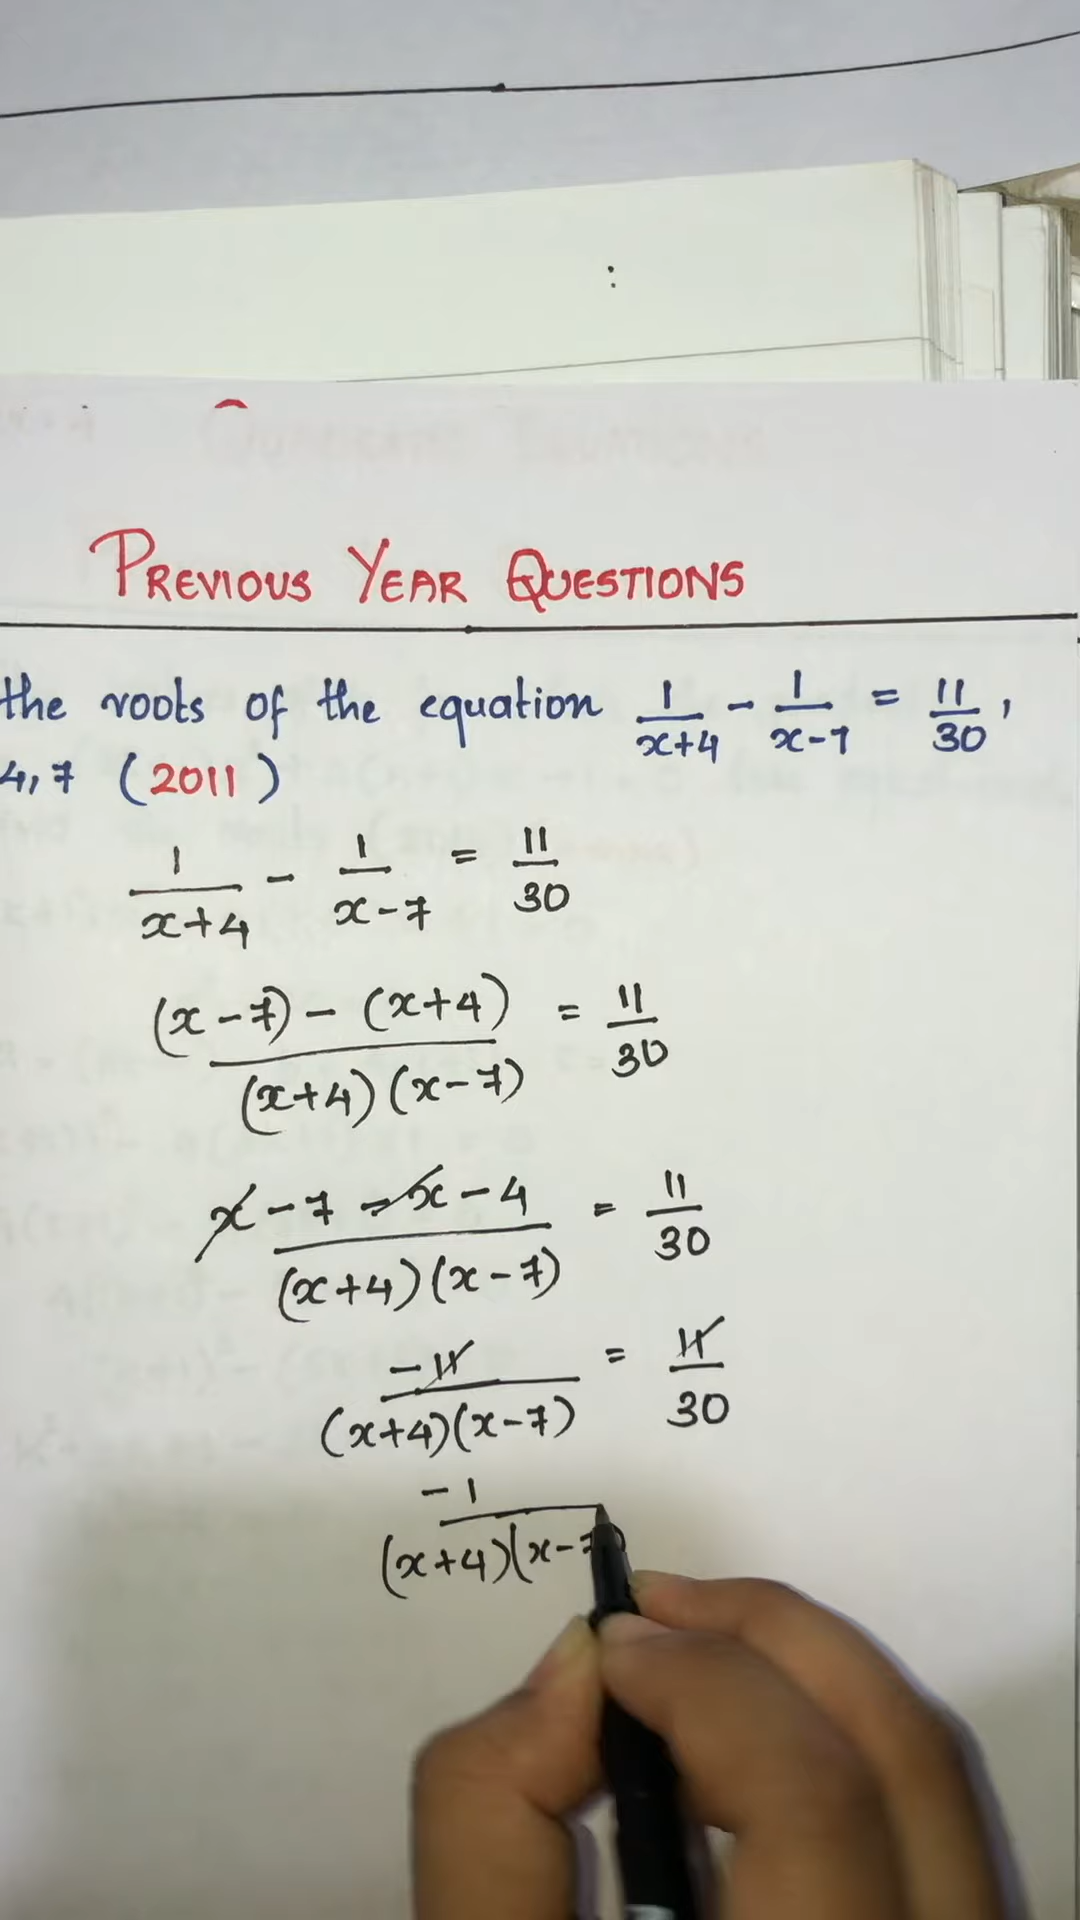 PREVIOUS YEAR QUESTIONS
the roots of the equation 1/x+4 - 1/x-7 = 11/30 ,
4, 7 (2011)
1/x+4 - 1/x-7 = 11/30
(x-7) - (x+4)/(x+4)(x-7) = 11/30
x - 7 - x - 4/(x+4)(x-7) = 11/30
-11/(x+4)(x-7) = 11/30
-1/(x+4)(x-7